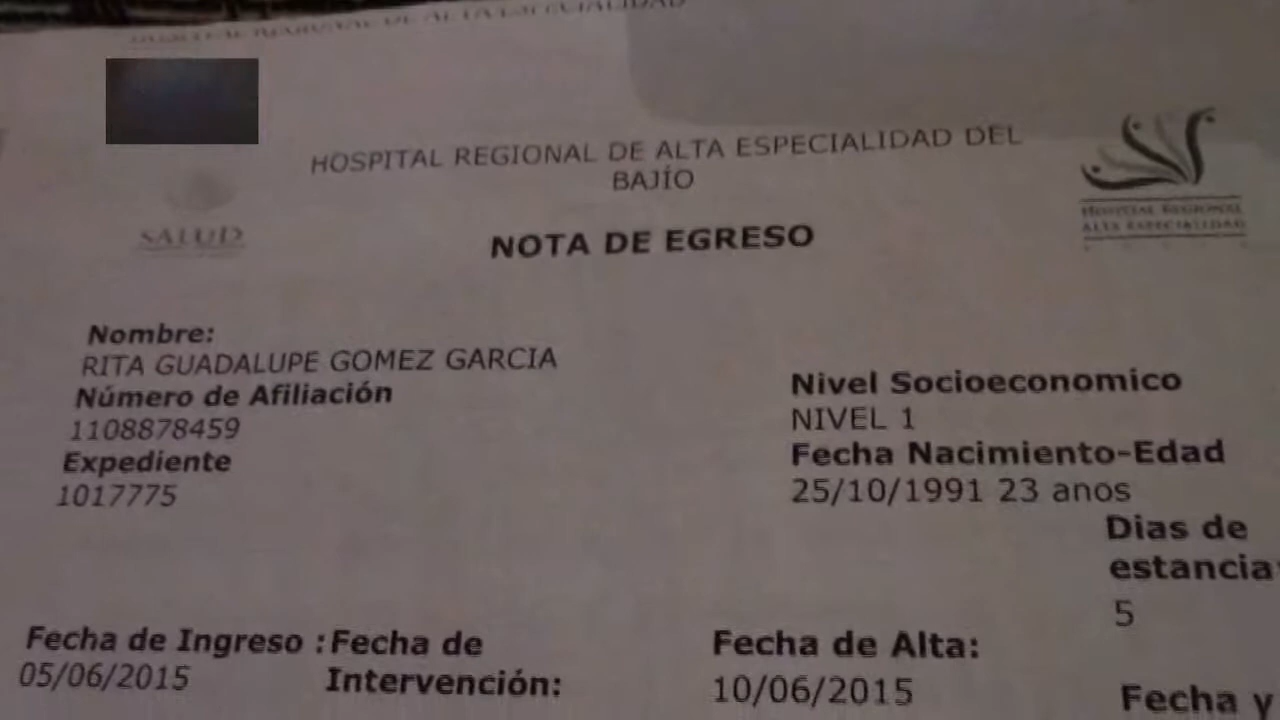 HOSPITAL REGIONAL DE ALTA ESPECIALIDAD
HOSPITAL REGIONAL DE ALTA ESPECIALIDAD DEL
BAJÍO
SALUD
HOSPITAL REGIONAL
ALTA ESPECIALIDAD
NOTA DE EGRESO
Nombre:
RITA GUADALUPE GOMEZ GARCIA
Número de Afiliación
1108878459
Expediente
1017775
Nivel Socioeconomico
NIVEL 1
Fecha Nacimiento-Edad
25/10/1991 23 anos
Dias de
estancia:
5
Fecha de Ingreso :
05/06/2015
Fecha de
Intervención:
Fecha de Alta:
10/06/2015
Fecha y